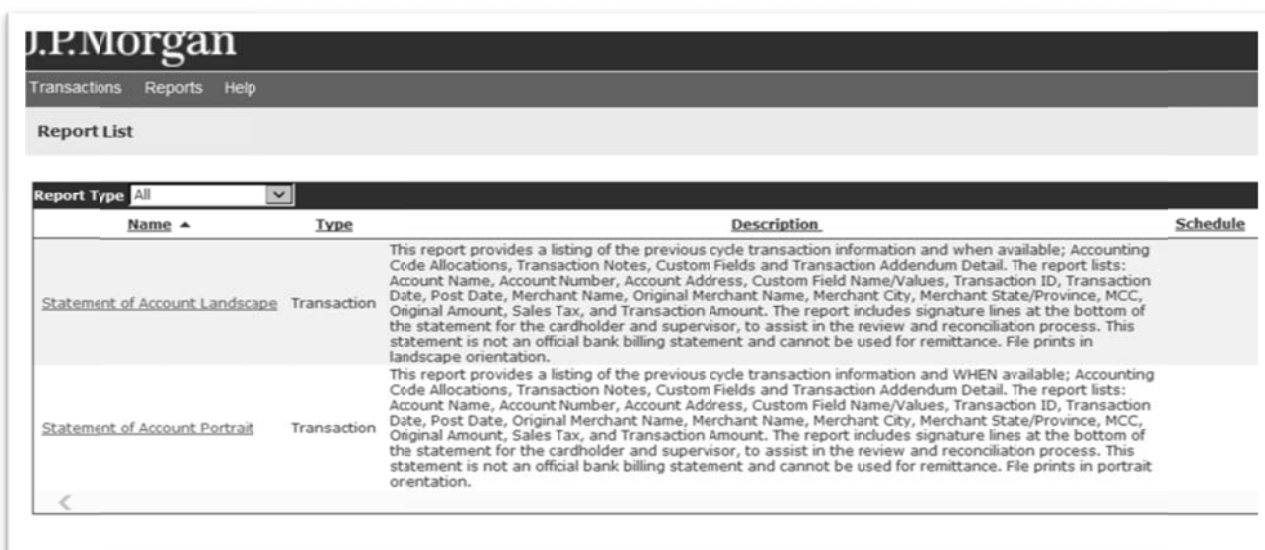 J.P.Morgan
Transactions Reports Help
Report List
Report Type All
Name Type Description Schedule
This report provides a listing of the previous cycle transaction information and when available; Accounting
Code Allocations, Transaction Notes, Custom Fields and Transaction Addendum Detail. The report lists:
Account Name, Account Number, Account Address, Custom Field Name/Values, Transaction ID, Transaction
Date, Post Date, Merchant Name, Original Merchant Name, Merchant City, Merchant State/Province, MCC,
Statement of Account Landscape Transaction Original Amount, Sales Tax, and Transaction Amount. The report includes signature lines at the bottom of
the statement for the cardholder and supervisor, to assist in the review and reconciliation process. This
statement is not an official bank billing statement and cannot be used for remittance. File prints in
landscape orientation.
This report provides a listing of the previous cycle transaction information and WHEN available; Accounting
Code Allocations, Transaction Notes, Custom Fields and Transaction Addendum Detail. The report lists:
Account Name, Account Number, Account Address, Custom Field Name/Values, Transaction ID, Transaction
Statement of Account Portrait Transaction Date, Post Date, Original Merchant Name, Merchant Name, Merchant City, Merchant State/Province, MCC,
Original Amount, Sales Tax, and Transaction Amount. The report includes signature lines at the bottom of
the statement for the cardholder and supervisor, to assist in the review and reconciliation process. This
statement is not an official bank billing statement and cannot be used for remittance. File prints in portrait
orentation.